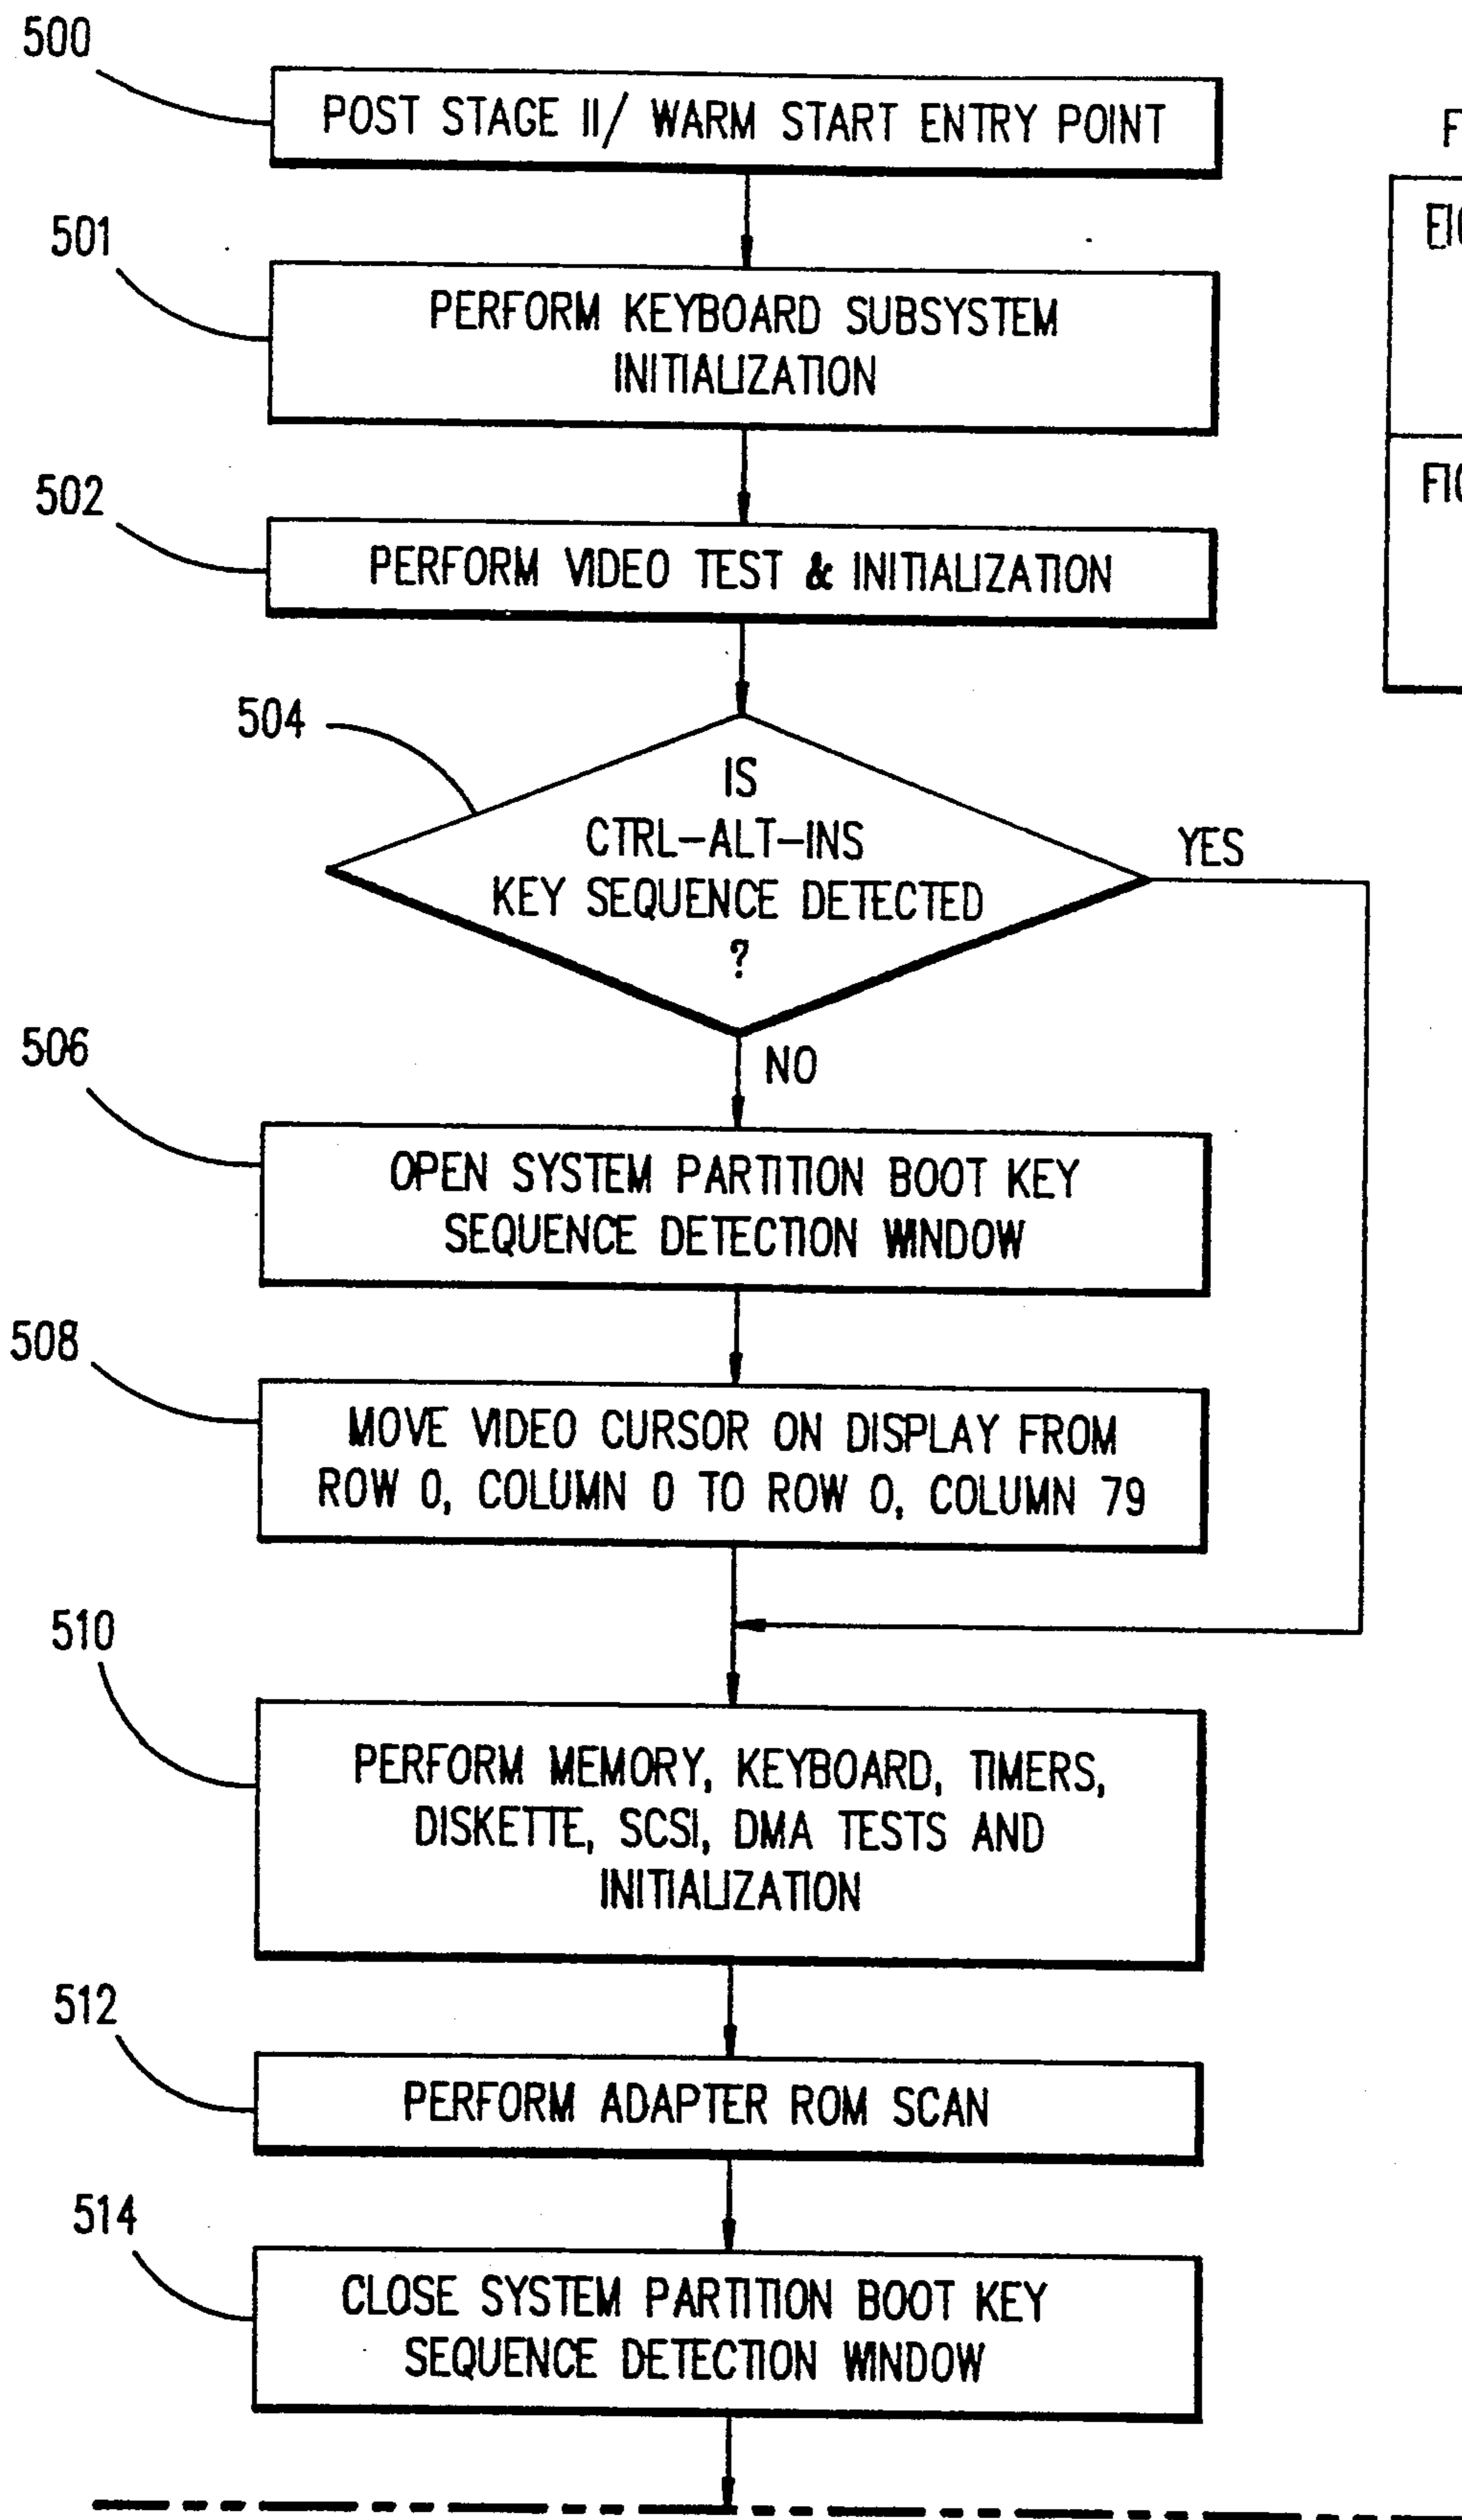 500
POST STAGE II/ WARM START ENTRY POINT
501
PERFORM KEYBOARD SUBSYSTEM
INITIALIZATION
502
PERFORM VIDEO TEST & INITIALIZATION
504
IS
CTRL-ALT-INS
KEY SEQUENCE DETECTED
?
YES
NO
506
OPEN SYSTEM PARTITION BOOT KEY
SEQUENCE DETECTION WINDOW
508
MOVE VIDEO CURSOR ON DISPLAY FROM
ROW 0, COLUMN 0 TO ROW 0, COLUMN 79
510
PERFORM MEMORY, KEYBOARD, TIMERS,
DISKETTE, SCSI, DMA TESTS AND
INITIALIZATION
512
PERFORM ADAPTER ROM SCAN
514
CLOSE SYSTEM PARTITION BOOT KEY
SEQUENCE DETECTION WINDOW